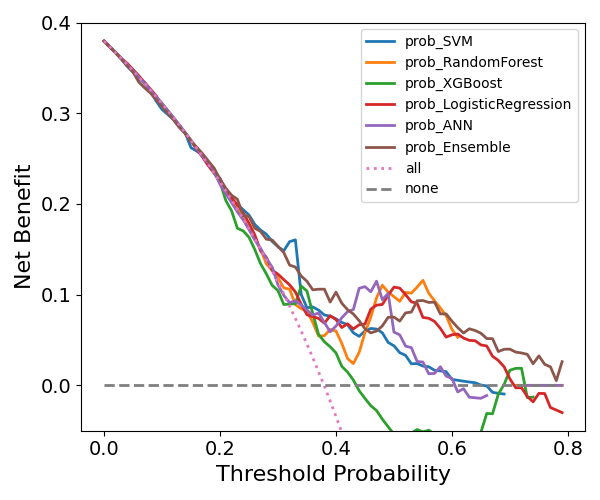 0.4
0.3
0.2
0.1
0.0
Net Benefit
prob_SVM
prob_RandomForest
prob_XGBoost
prob_LogisticRegression
prob_ANN
prob_Ensemble
all
none
0.0 0.2 0.4 0.6 0.8
Threshold Probability